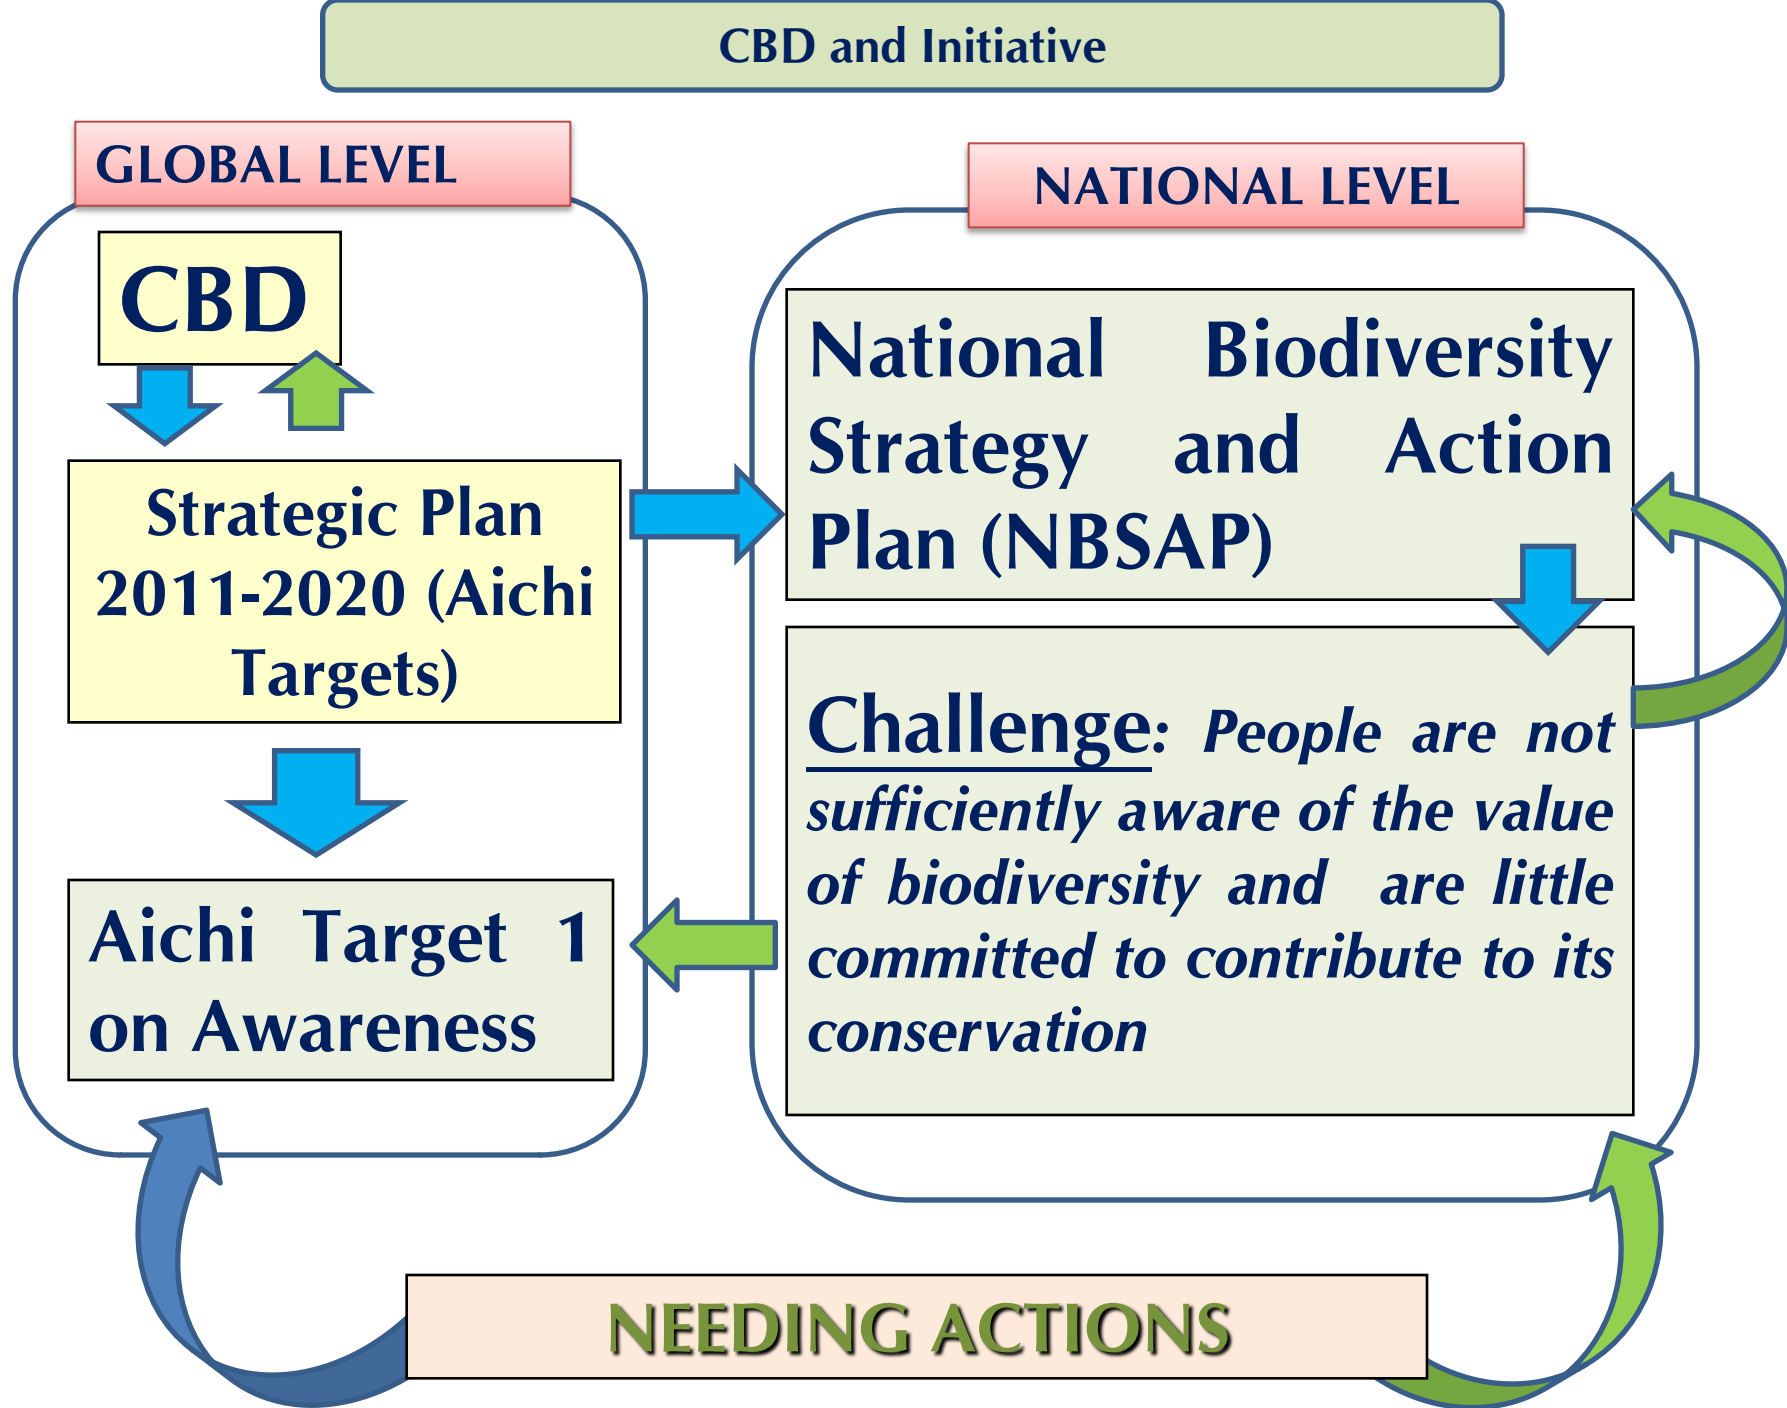 CBD and Initiative
GLOBAL LEVEL
CBD
Strategic Plan
2011-2020 (Aichi
Targets)
Aichi Target 1
on Awareness
NATIONAL LEVEL
National Biodiversity
Strategy and Action
Plan (NBSAP)
Challenge: People are not
sufficiently aware of the value
of biodiversity and are little
committed to contribute to its
conservation
NEEDING ACTIONS